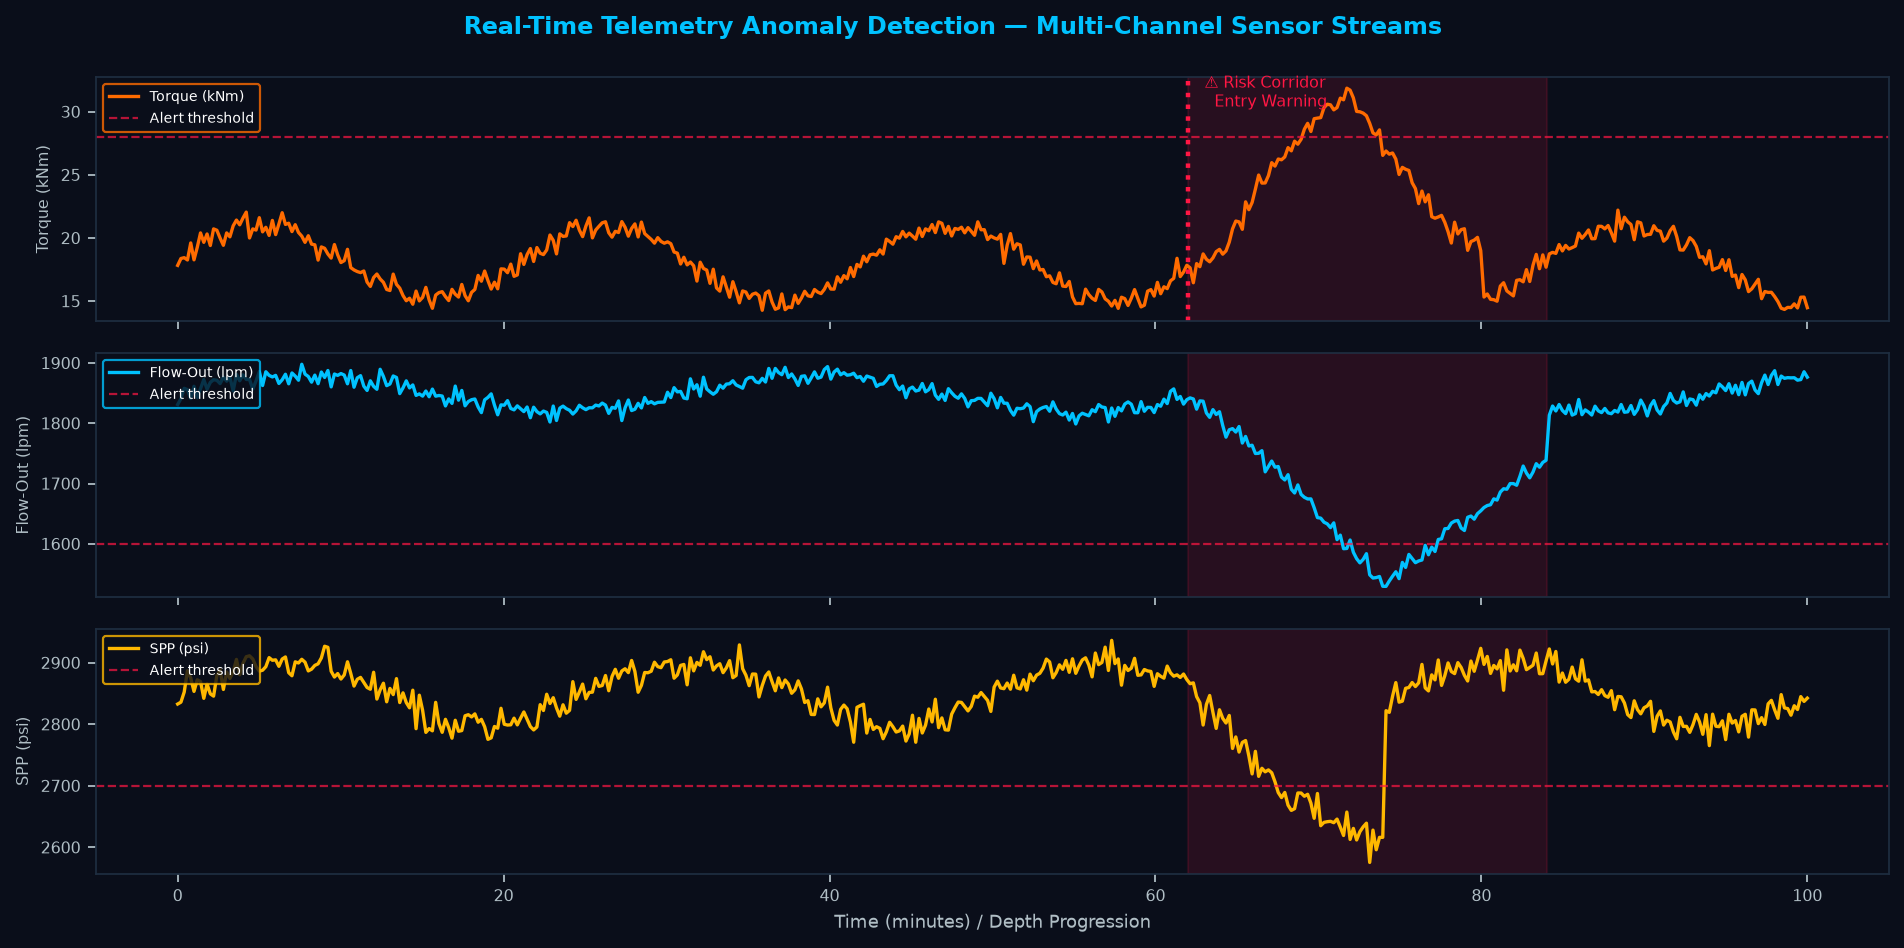 Real-Time Telemetry Anomaly Detection — Multi-Channel Sensor Streams
Torque (kNm)
Alert threshold
⚠ Risk Corridor
Entry Warning
30
25
20
15
Torque (kNm)
Flow-Out (lpm)
Alert threshold
1900
1800
1700
1600
Flow-Out (lpm)
SPP (psi)
Alert threshold
2900
2800
2700
2600
SPP (psi)
0 20 40 60 80 100
Time (minutes) / Depth Progression